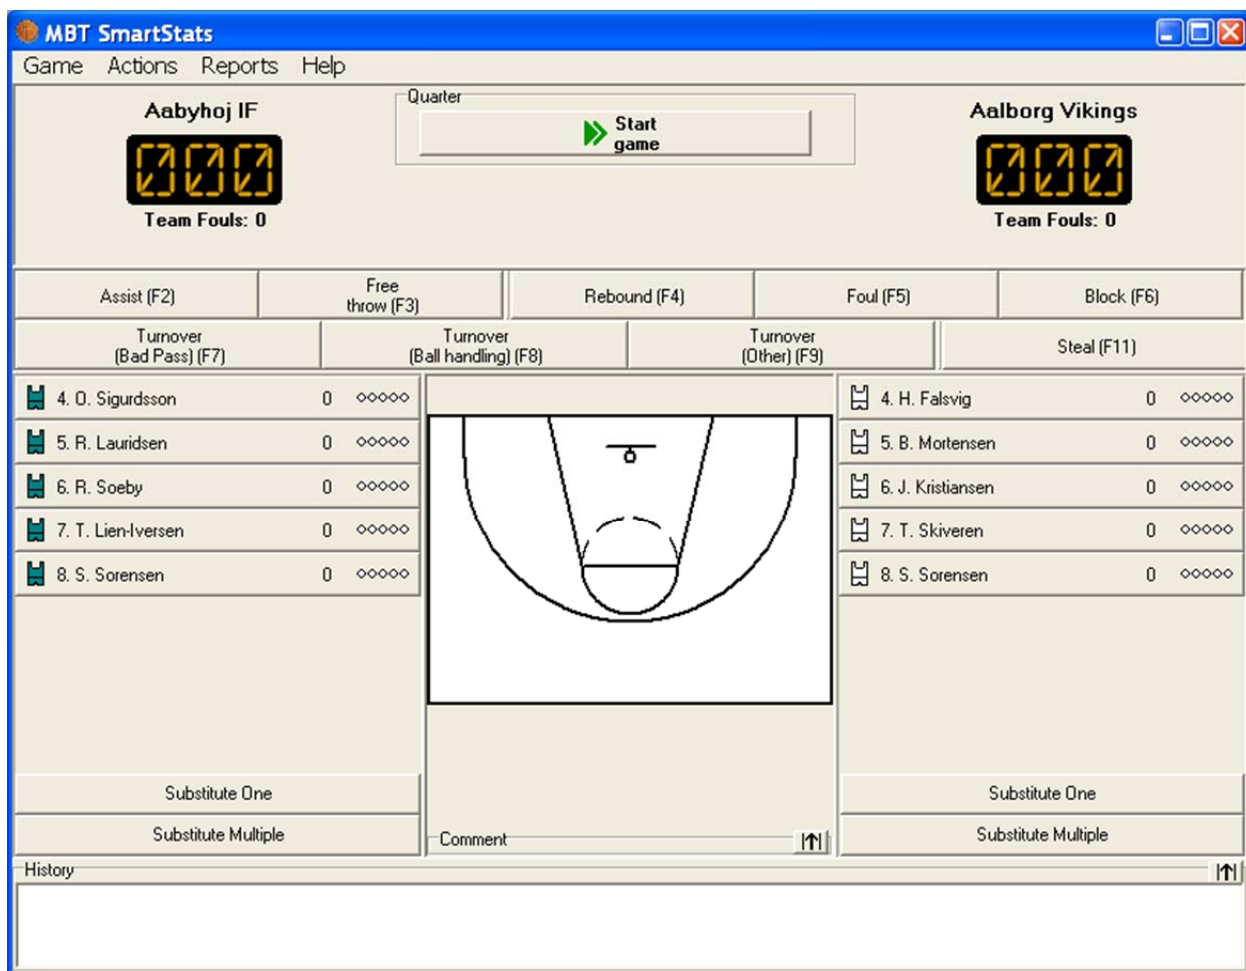 MBT SmartStats
Game Actions Reports Help
Aabyhoj IF
000
Team Fouls: 0
Quarter
Start
game
Aalborg Vikings
000
Team Fouls: 0
Assist (F2)
Free
throw (F3)
Rebound (F4)
Foul (F5)
Block (F6)
Turnover
(Bad Pass) (F7)
Turnover
(Ball handling) (F8)
Turnover
(Other) (F9)
Steal (F11)
4. O. Sigurdsson 0
5. R. Lauridsen 0
6. R. Soeby 0
7. T. Lien-Iversen 0
8. S. Sorensen 0
Substitute One
Substitute Multiple
Comment
4. H. Falsvig 0
5. B. Mortensen 0
6. J. Kristiansen 0
7. T. Skiveren 0
8. S. Sorensen 0
Substitute One
Substitute Multiple
History